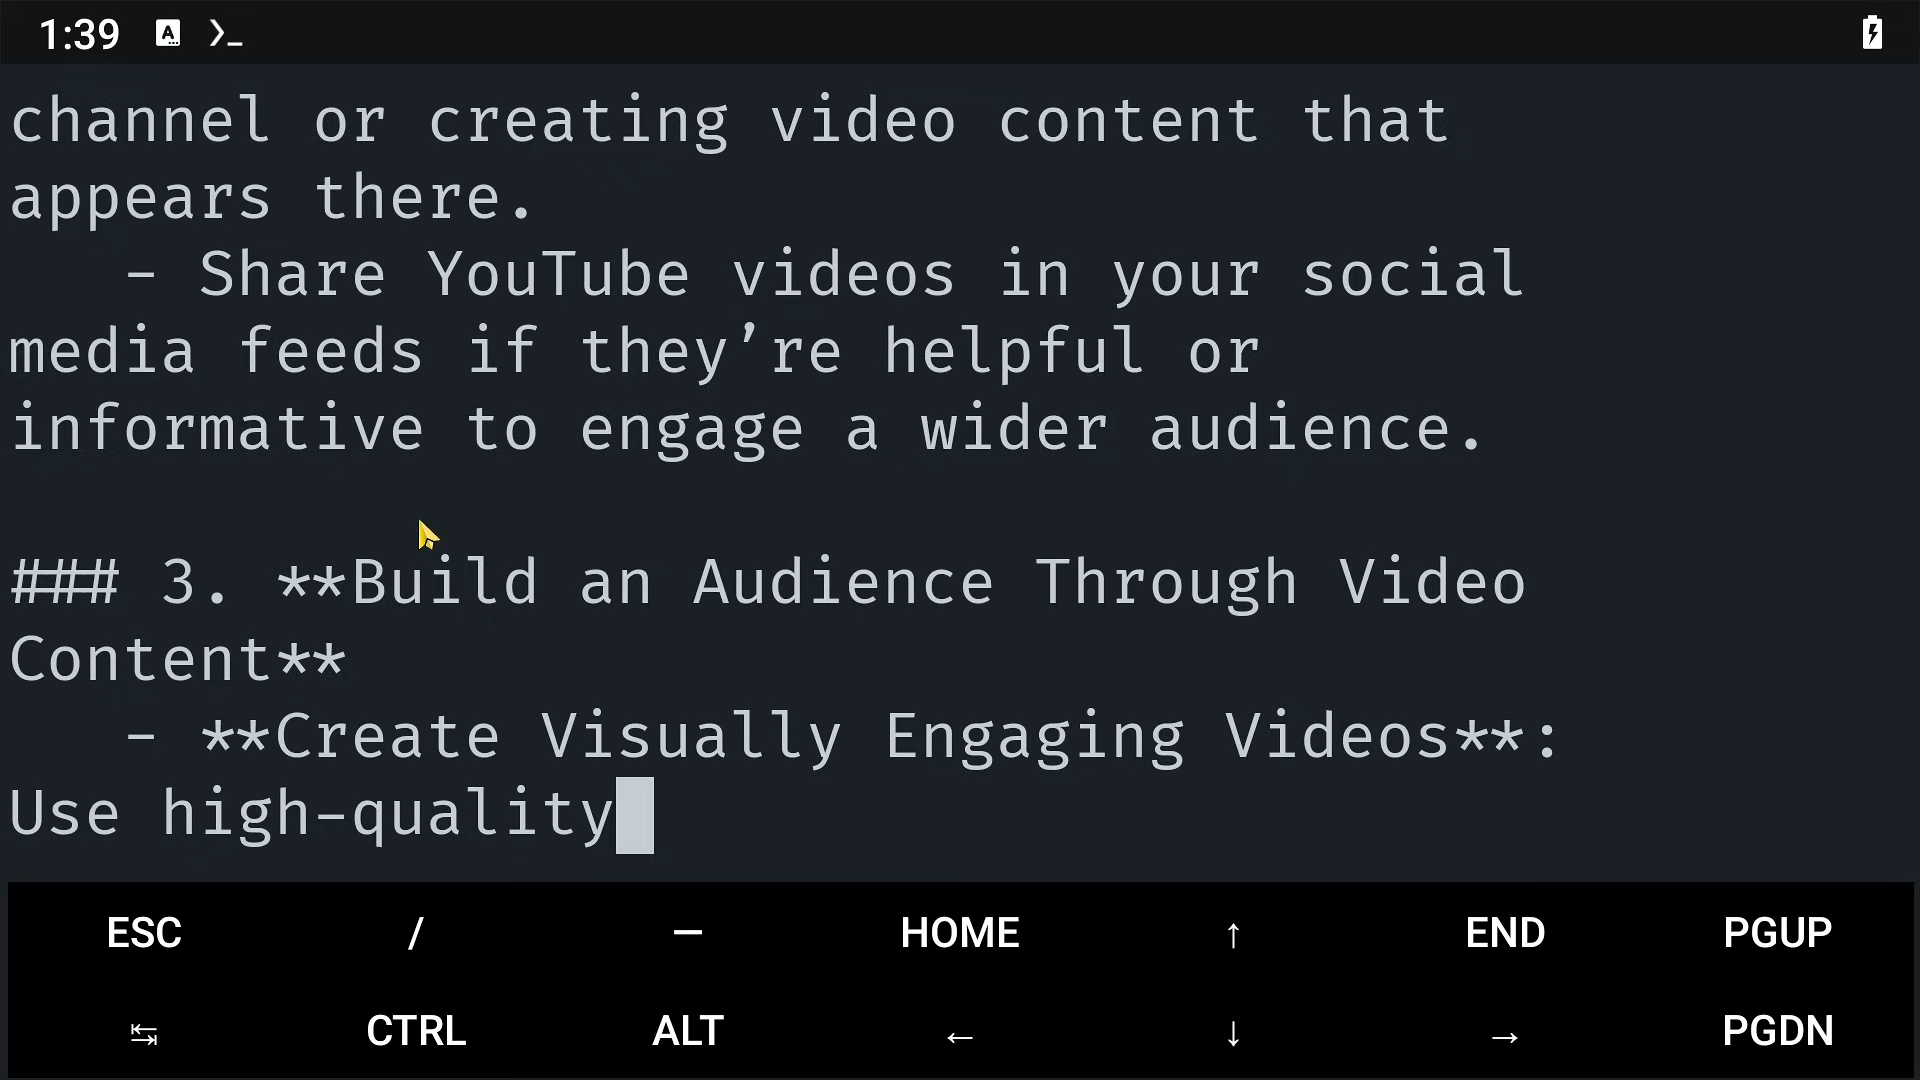 1:39 A >_
channel or creating video content that
appears there.
- Share YouTube videos in your social
media feeds if they’re helpful or
informative to engage a wider audience.
### 3. **Build an Audience Through Video
Content**
- **Create Visually Engaging Videos**:
Use high-quality
ESC / — HOME ↑ END PGUP
↹ CTRL ALT ← ↓ → PGDN